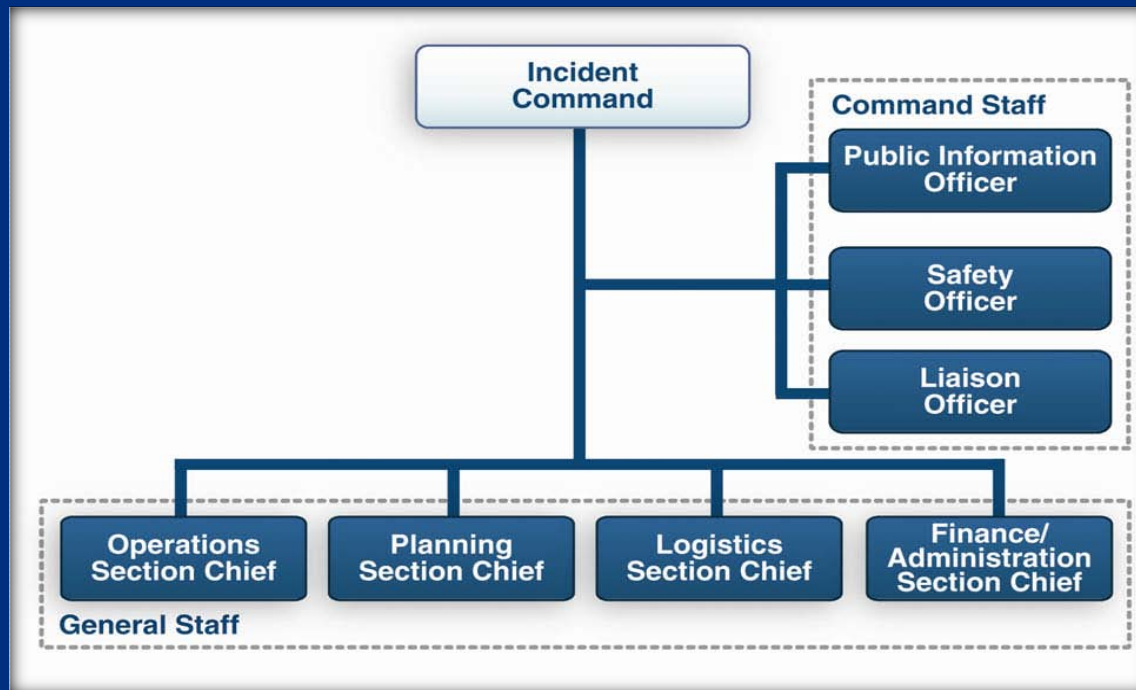 Incident
Command
Command Staff
Public Information
Officer
Safety
Officer
Liaison
Officer
Operations
Section Chief
Planning
Section Chief
Logistics
Section Chief
Finance/
Administration
Section Chief
General Staff